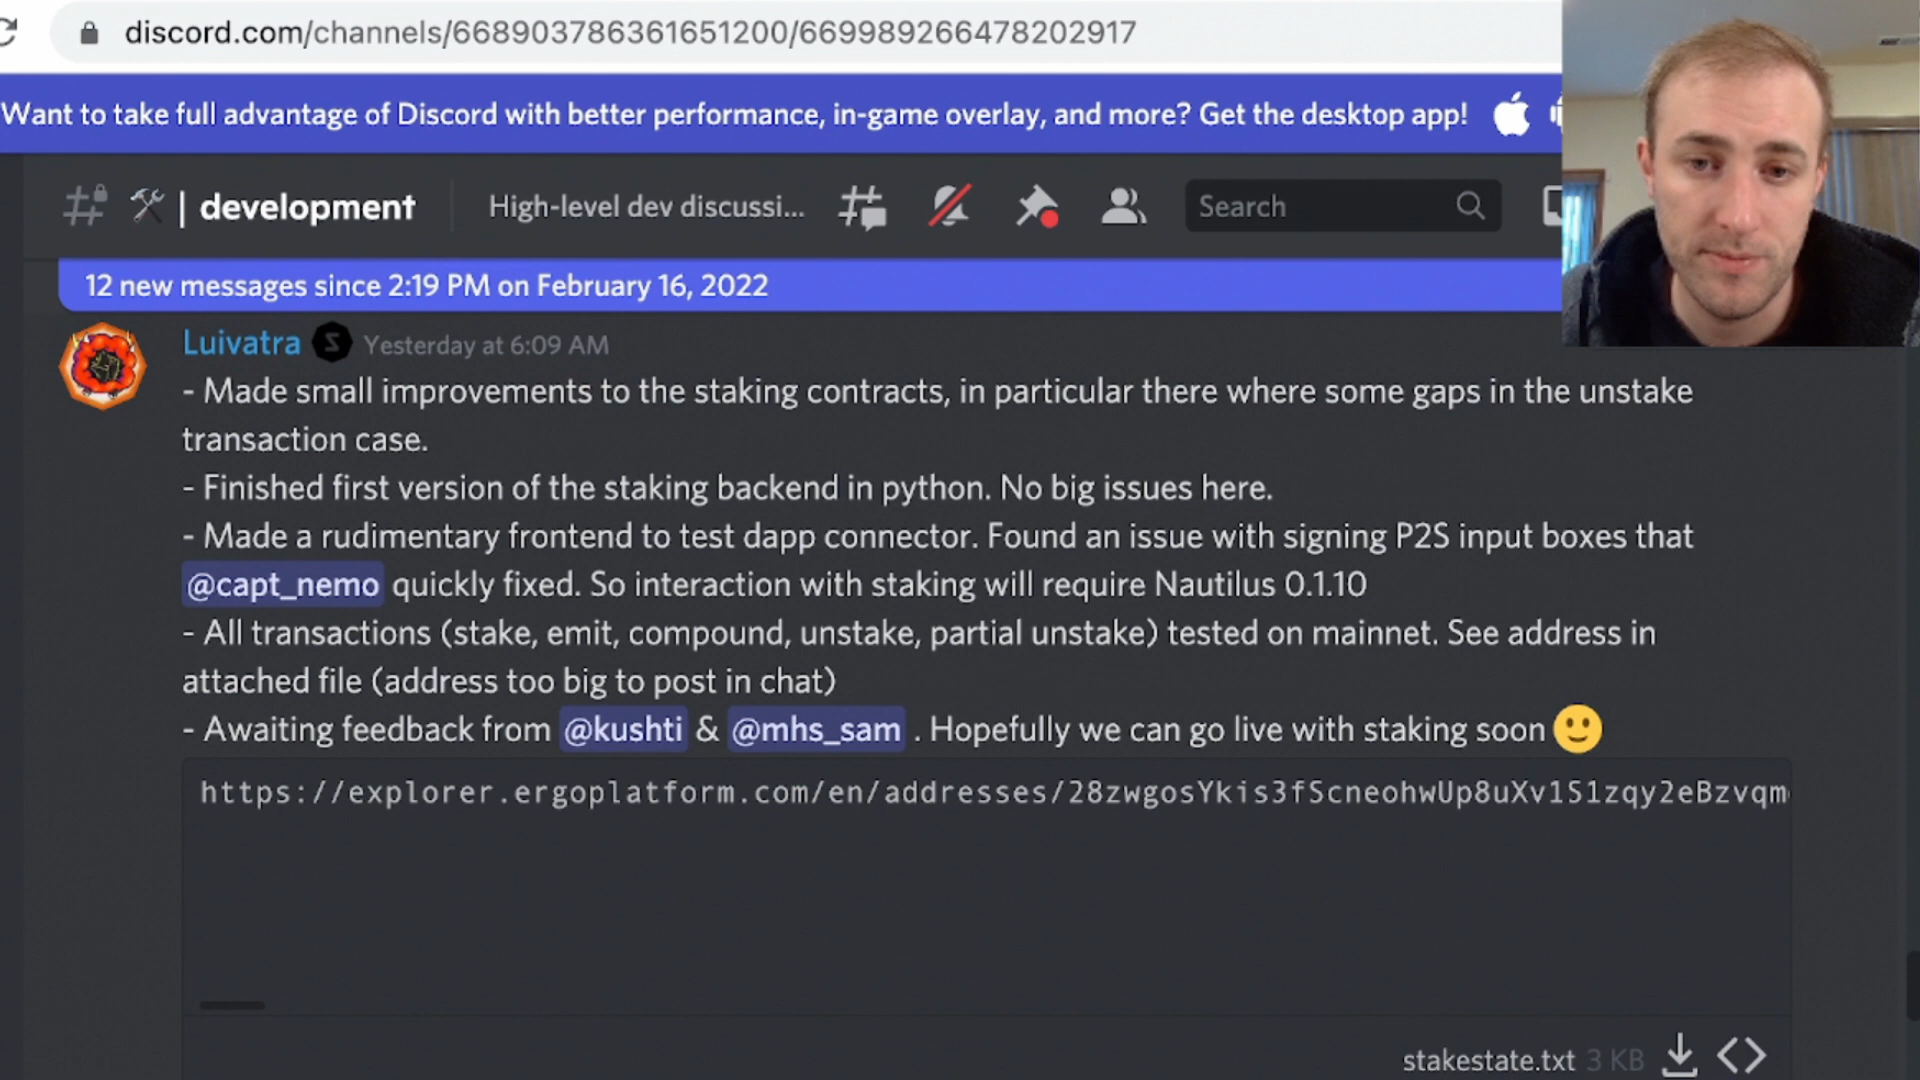 discord.com/channels/668903786361651200/669989266478202917
Want to take full advantage of Discord with better performance, in-game overlay, and more? Get the desktop app!
| development
High-level dev discussi...
Search
12 new messages since 2:19 PM on February 16, 2022
Luivatra Yesterday at 6:09 AM
- Made small improvements to the staking contracts, in particular there where some gaps in the unstake
transaction case.
- Finished first version of the staking backend in python. No big issues here.
- Made a rudimentary frontend to test dapp connector. Found an issue with signing P2S input boxes that
@capt_nemo quickly fixed. So interaction with staking will require Nautilus 0.1.10
- All transactions (stake, emit, compound, unstake, partial unstake) tested on mainnet. See address in
attached file (address too big to post in chat)
- Awaiting feedback from @kushti & @mhs_sam . Hopefully we can go live with staking soon 🙂
https://explorer.ergoplatform.com/en/addresses/28zwgosYkis3fScneohwUp8uXv1S1zqy2eBzvqm
stakestate.txt 3 KB